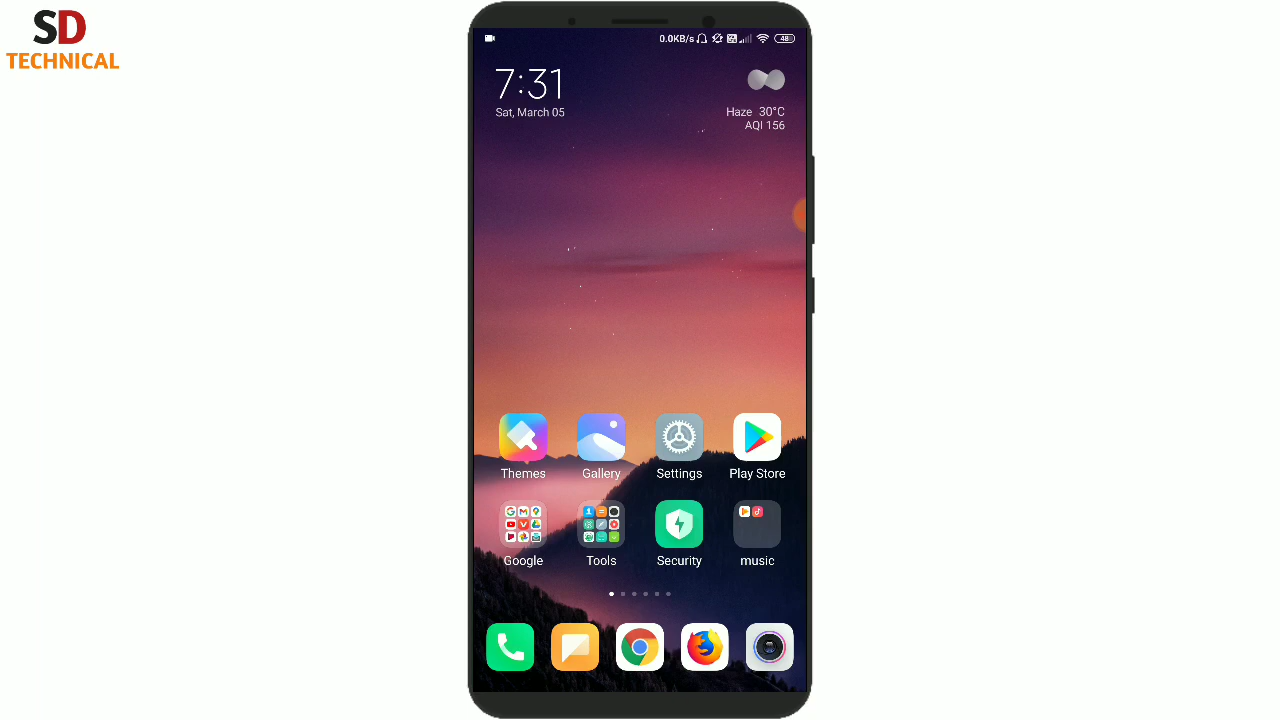 SD
TECHNICAL
0.0KB/s
48
7:31
Sat, March 05
Haze 30°C
AQI 156
Themes
Gallery
Settings
Play Store
Google
Tools
Security
music